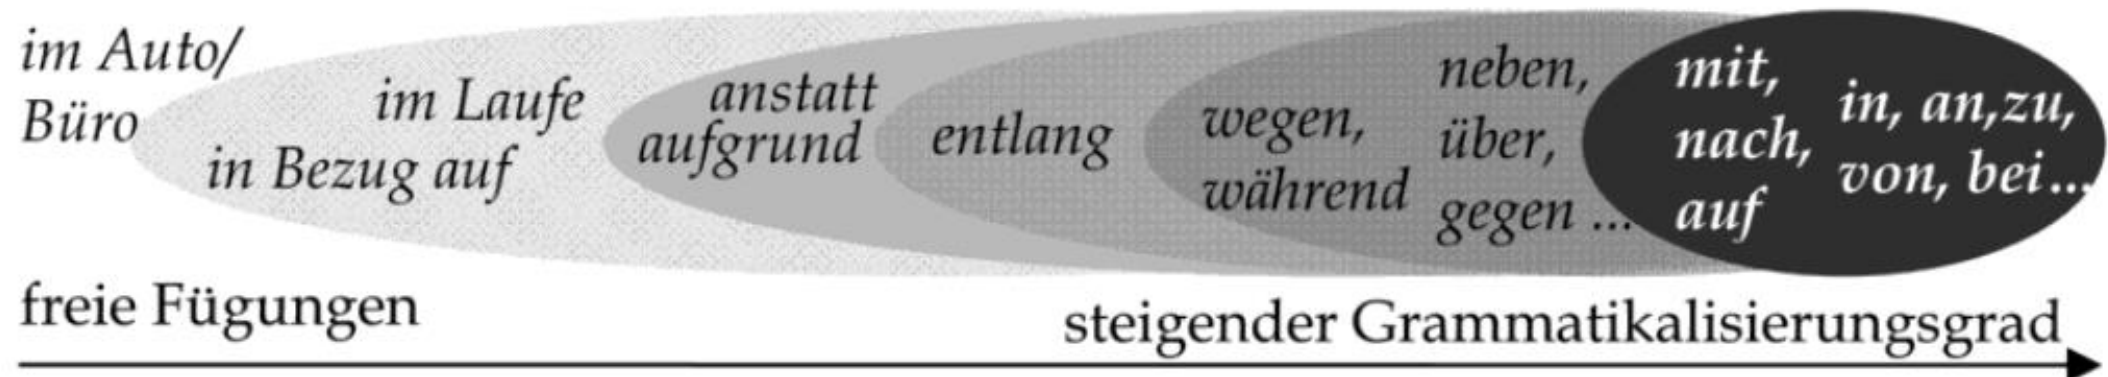 im Auto/
Büro
im Laufe
in Bezug auf
anstatt
aufgrund
entlang
wegen,
während
neben,
über,
gegen ...
mit,
nach,
auf
in, an,zu,
von, bei...
freie Fügungen
steigender Grammatikalisierungsgrad